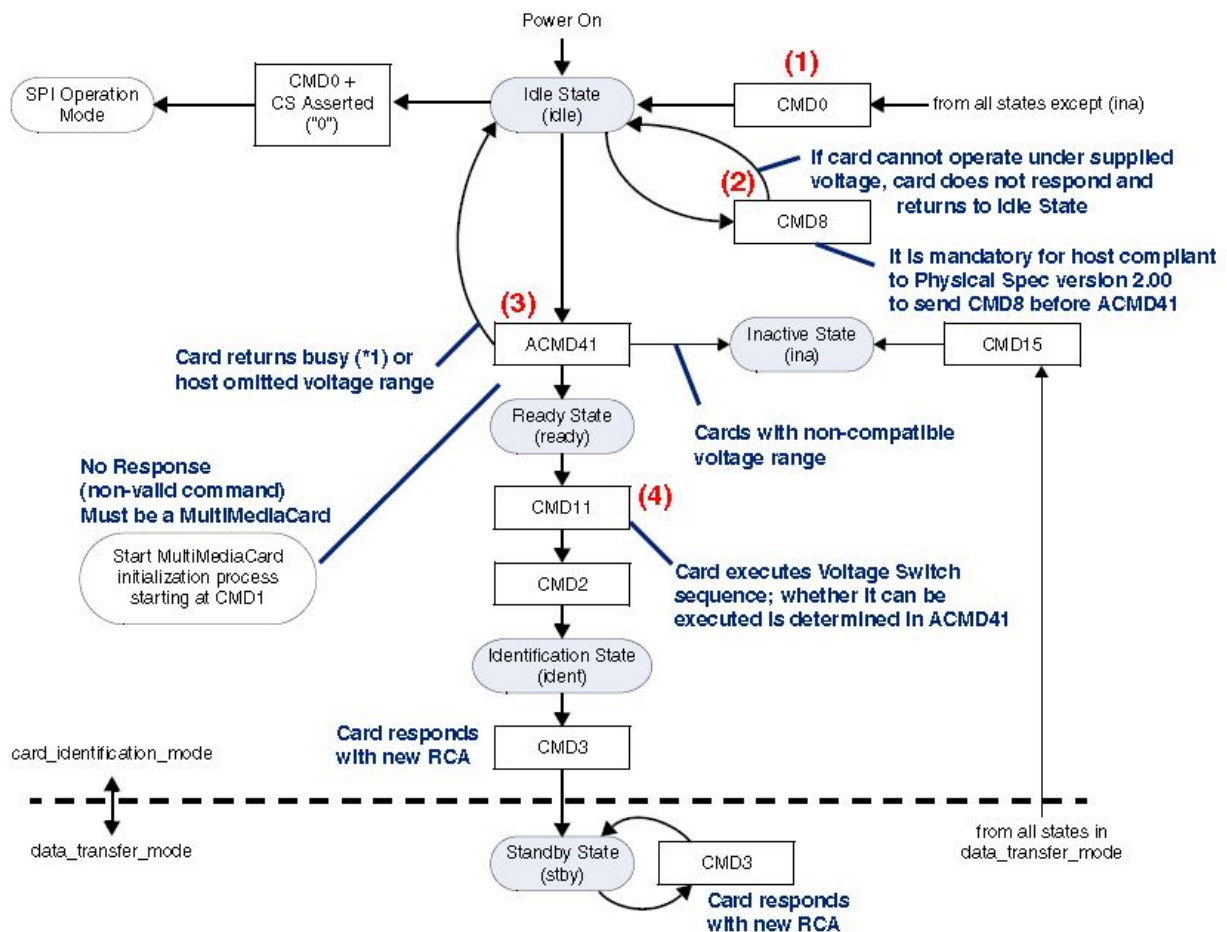 Power On
(1)
SPI Operation
Mode
CMD0 +
CS Asserted
("0")
Idle State
(idle)
CMD0
from all states except (ina)
If card cannot operate under supplied
voltage, card does not respond and
returns to Idle State
(2)
CMD8
It is mandatory for host compliant
to Physical Spec version 2.00
to send CMD8 before ACMD41
(3)
ACMD41
Inactive State
(ina)
CMD15
Card returns busy (*1) or
host omitted voltage range
Ready State
(ready)
Cards with non-compatible
voltage range
No Response
(non-valid command)
Must be a MultiMediaCard
CMD11
(4)
Start MultiMediaCard
initialization process
starting at CMD1
CMD2
Card executes Voltage Switch
sequence; whether it can be
executed is determined in ACMD41
Identification State
(ident)
Card responds
with new RCA
CMD3
card_identification_mode
data_transfer_mode
from all states in
data_transfer_mode
Standby State
(stby)
CMD3
Card responds
with new RCA